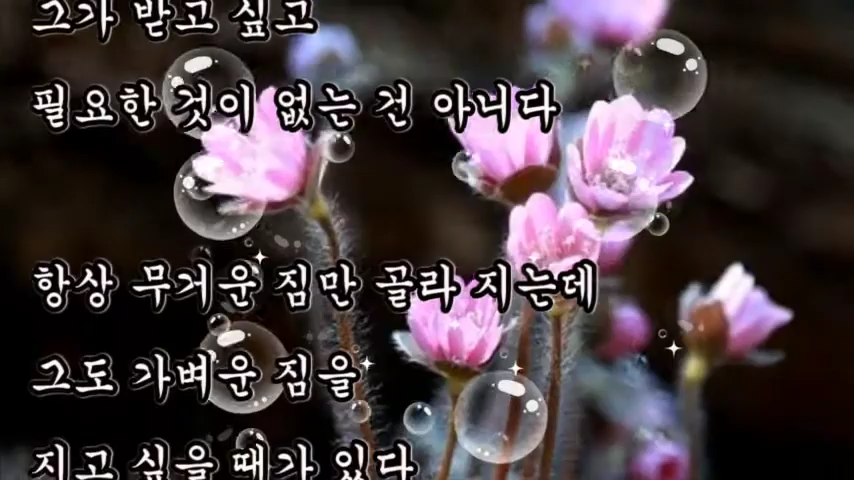 그가 받고 싶고
필요한 것이 없는 건 아니다
항상 무거운 짐만 골라 지는데
그도 가벼운 짐을
지고 싶을 때가 있다